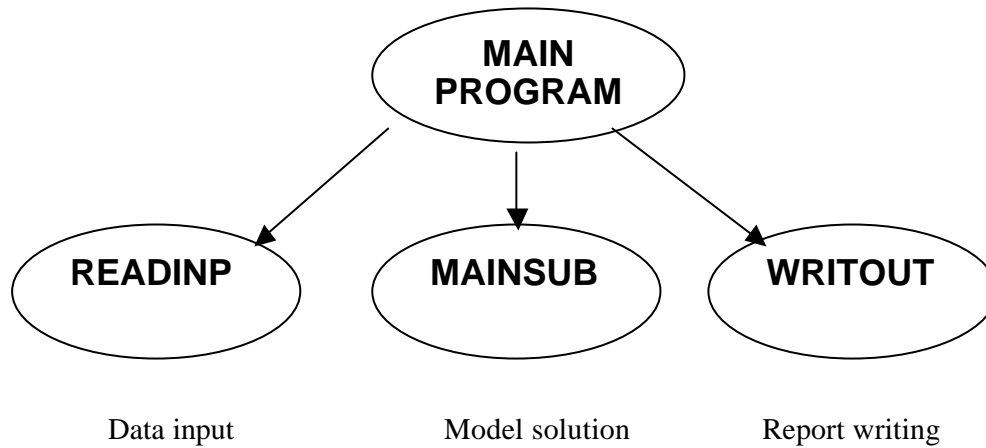 MAIN
PROGRAM
READINP
MAINSUB
WRITOUT
Data input
Model solution
Report writing